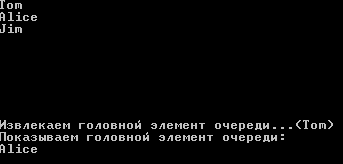 Tom
Alice
Jim
Извлекаем головной элемент очереди...(Tom)
Показываем головной элемент очереди:
Alice